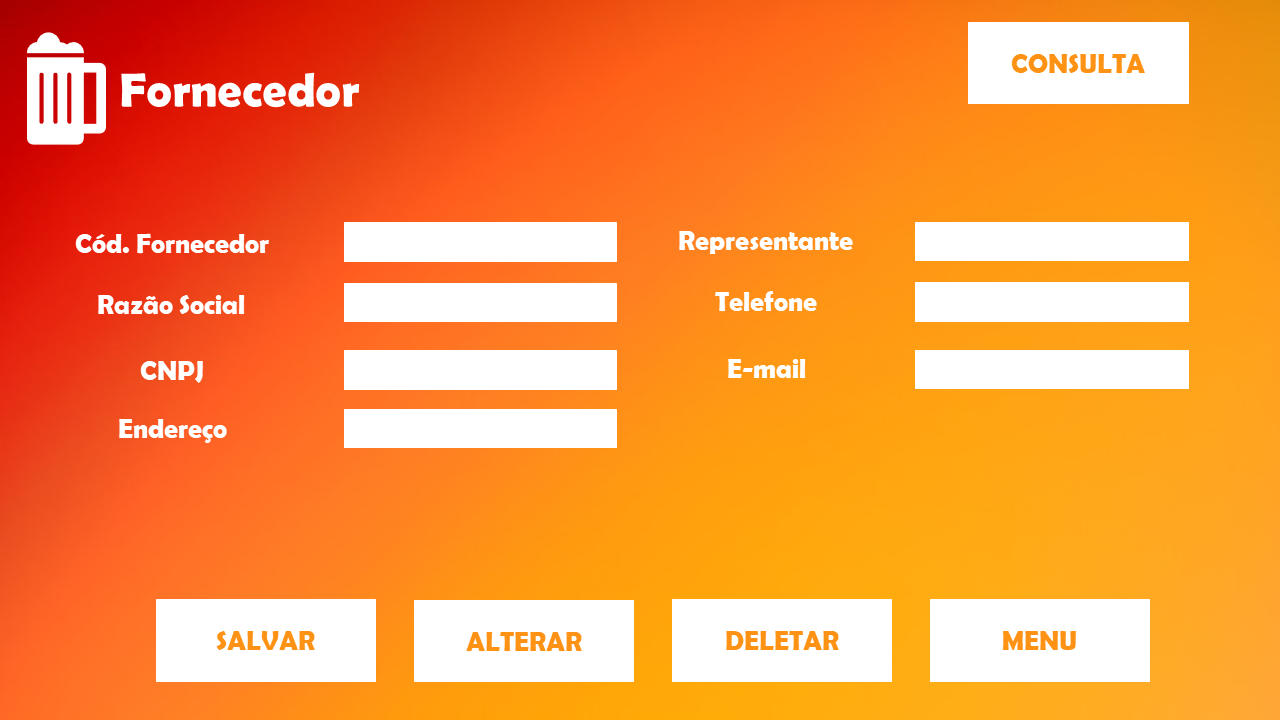 Fornecedor
CONSULTA
Cód. Fornecedor
Representante
Razão Social
Telefone
CNPJ
E-mail
Endereço
SALVAR
ALTERAR
DELETAR
MENU